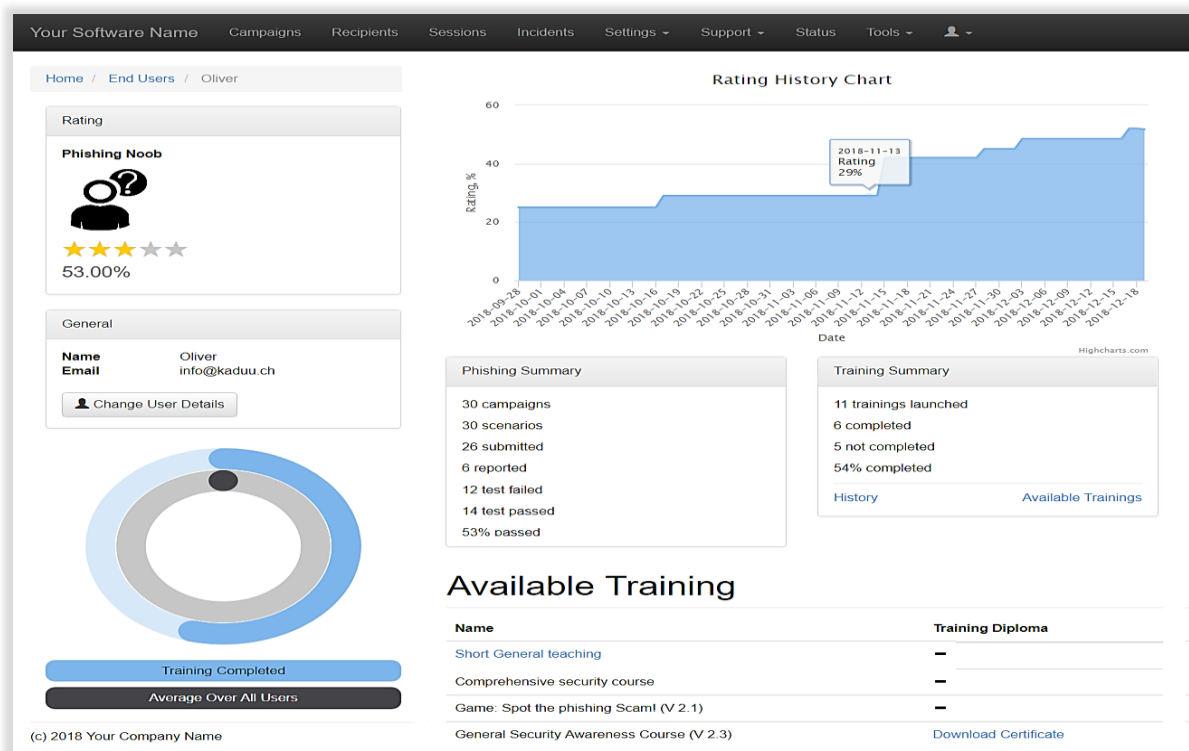 Your Software Name Campaigns Recipients Sessions Incidents Settings Support Status Tools
Home / End Users / Oliver
Rating
Phishing Noob
53.00%
General
Name Oliver
Email info@kaduu.ch
Change User Details
Training Completed
Average Over All Users
(c) 2018 Your Company Name
Rating History Chart
60
40
20
0
Rating, %
2018-11-13
Rating
29%
2018-09-28
2018-10-01
2018-10-04
2018-10-07
2018-10-10
2018-10-13
2018-10-16
2018-10-19
2018-10-22
2018-10-25
2018-10-28
2018-10-31
2018-11-03
2018-11-06
2018-11-09
2018-11-12
2018-11-15
2018-11-18
2018-11-21
2018-11-24
2018-11-27
2018-11-30
2018-12-03
2018-12-06
2018-12-09
2018-12-12
2018-12-15
2018-12-18
Date
Highcharts.com
Phishing Summary
30 campaigns
30 scenarios
26 submitted
6 reported
12 test failed
14 test passed
53% passed
Training Summary
11 trainings launched
6 completed
5 not completed
54% completed
History Available Trainings
Available Training
Name Training Diploma
Short General teaching –
Comprehensive security course –
Game: Spot the phishing Scam! (V 2.1) –
General Security Awareness Course (V 2.3) Download Certificate